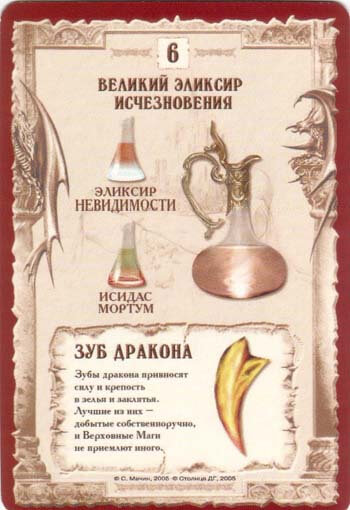 6
ВЕЛИКИЙ ЭЛИКСИР
ИСЧЕЗНОВЕНИЯ
ЭЛИКСИР
НЕВИДИМОСТИ
ИСИДАС
МОРТУМ
ЗУБ ДРАКОНА
Зубы дракона привносят
силу и крепость
в зелья и заклятья.
Лучшие из них —
добытые собственноручно,
и Верховные Маги
не приемлют иного.
© С. Мачин, 2005 © Столица ДГ, 2005